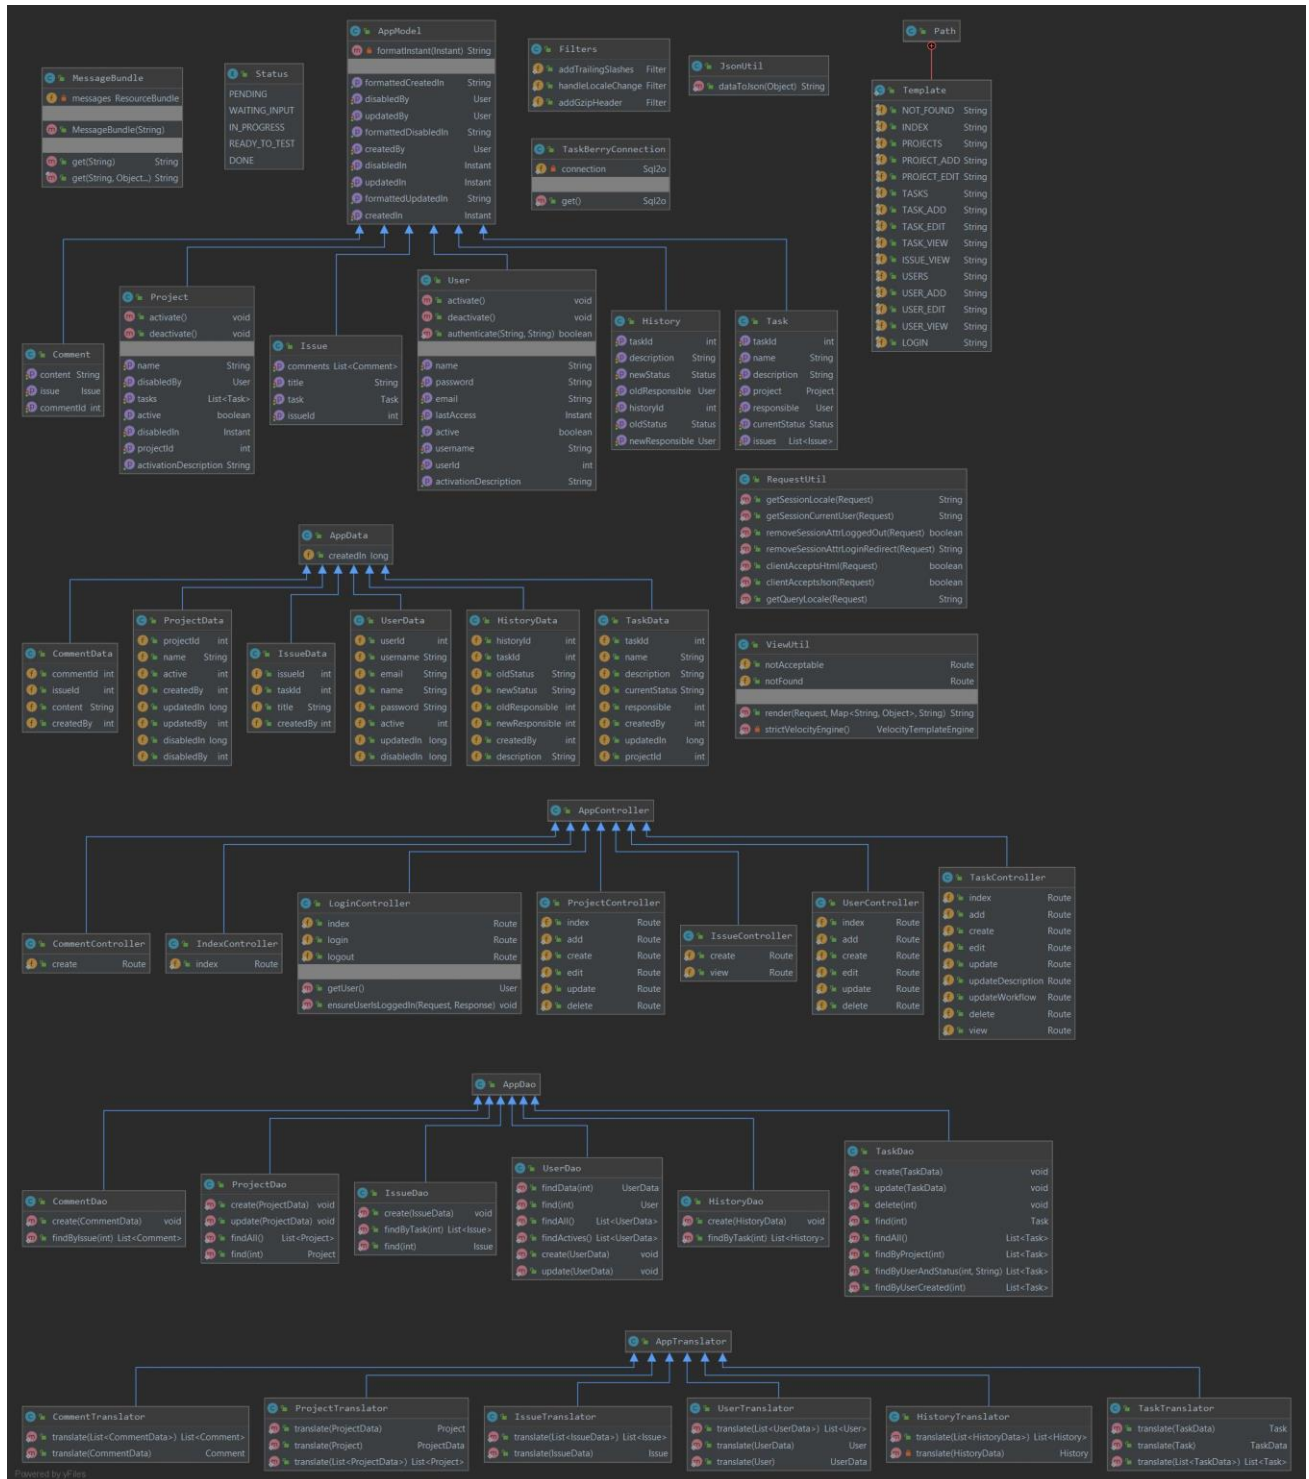 AppModel
formatInstant(Instant) String
formattedCreatedIn String
disabledBy User
updatedBy User
formattedDisabledIn String
createdBy User
disabledIn Instant
updatedIn Instant
formattedUpdatedIn String
createdIn Instant
MessageBundle
messages ResourceBundle
MessageBundle(String)
get(String) String
get(String, Object...) String
Status
PENDING
WAITING_INPUT
IN_PROGRESS
READY_TO_TEST
DONE
Filters
addTrailingSlashes Filter
handleLocaleChange Filter
addGzipHeader Filter
TaskBerryConnection
connection Sql2o
get() Sql2o
JsonUtil
dataToJson(Object) String
Path
Template
NOT_FOUND String
INDEX String
PROJECTS String
PROJECT_ADD String
PROJECT_EDIT String
TASKS String
TASK_ADD String
TASK_EDIT String
TASK_VIEW String
ISSUE_VIEW String
USERS String
USER_ADD String
USER_EDIT String
USER_VIEW String
LOGIN String
Comment
content String
issue Issue
commentId int
Project
activate() void
deactivate() void
name String
disabledBy User
tasks List<Task>
active boolean
disabledIn Instant
projectId int
activationDescription String
Issue
comments List<Comment>
title String
task Task
issueId int
User
activate() void
deactivate() void
authenticate(String, String) boolean
name String
password String
email String
lastAccess Instant
active boolean
username String
userId int
activationDescription String
History
taskId int
description String
newStatus Status
oldResponsible User
historyId int
oldStatus Status
newResponsible User
Task
taskId int
name String
description String
project Project
responsible User
currentStatus Status
issues List<Issue>
RequestUtil
getSessionLocale(Request) String
getSessionCurrentUser(Request) String
removeSessionAttrLoggedOut(Request) boolean
removeSessionAttrLoginRedirect(Request) String
clientAcceptsHtml(Request) boolean
clientAcceptsJson(Request) boolean
getQueryLocale(Request) String
AppData
createdIn long
CommentData
commentId int
issueId int
content String
createdBy int
ProjectData
projectId int
name String
active int
createdBy int
updatedIn long
updatedBy int
disabledIn long
disabledBy int
IssueData
issueId int
taskId int
title String
createdBy int
UserData
userId int
username String
email String
name String
password String
active int
updatedIn long
disabledIn long
HistoryData
historyId int
taskId int
oldStatus String
newStatus String
oldResponsible int
newResponsible int
createdBy int
description String
TaskData
taskId int
name String
description String
currentStatus String
responsible int
createdBy int
updatedIn long
projectId int
ViewUtil
notAcceptable Route
notFound Route
render(Request, Map<String, Object>, String) String
strictVelocityEngine() VelocityTemplateEngine
AppController
CommentController
create Route
IndexController
index Route
LoginController
index Route
login Route
logout Route
getUser() User
ensureUserIsLoggedIn(Request, Response) void
ProjectController
index Route
add Route
create Route
edit Route
update Route
delete Route
IssueController
create Route
view Route
UserController
index Route
add Route
create Route
edit Route
update Route
delete Route
TaskController
index Route
add Route
create Route
edit Route
update Route
updateDescription Route
updateWorkflow Route
delete Route
view Route
AppDao
CommentDao
create(CommentData) void
findByIssue(int) List<Comment>
ProjectDao
create(ProjectData) void
update(ProjectData) void
findAll() List<Project>
find(int) Project
IssueDao
create(IssueData) void
findByTask(int) List<Issue>
find(int) Issue
UserDao
findData(int) UserData
find(int) User
findAll() List<UserData>
findActives() List<UserData>
create(UserData) void
update(UserData) void
HistoryDao
create(HistoryData) void
findByTask(int) List<History>
TaskDao
create(TaskData) void
update(TaskData) void
delete(int) void
find(int) Task
findAll() List<Task>
findByProject(int) List<Task>
findByUserAndStatus(int, String) List<Task>
findByUserCreated(int) List<Task>
AppTranslator
CommentTranslator
translate(List<CommentData>) List<Comment>
translate(CommentData) Comment
ProjectTranslator
translate(ProjectData) Project
translate(Project) ProjectData
translate(List<ProjectData>) List<Project>
IssueTranslator
translate(List<IssueData>) List<Issue>
translate(IssueData) Issue
UserTranslator
translate(List<UserData>) List<User>
translate(UserData) User
translate(User) UserData
HistoryTranslator
translate(List<HistoryData>) List<History>
translate(HistoryData) History
TaskTranslator
translate(TaskData) Task
translate(Task) TaskData
translate(List<TaskData>) List<Task>
Powered by yFiles